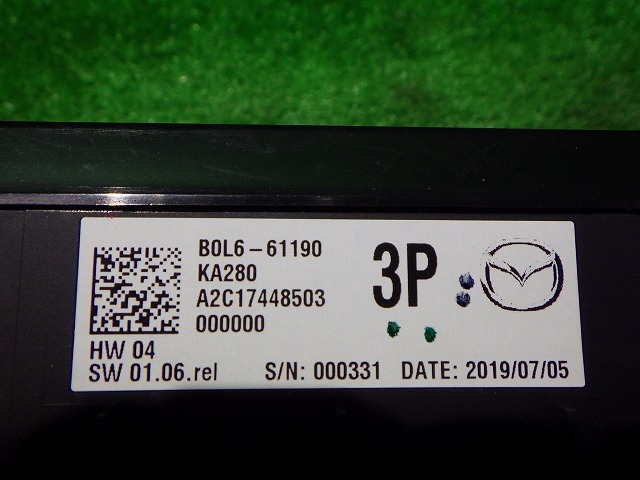 B0L6-61190
KA280
A2C17448503
000000
3P
HW 04
SW 01.06.rel S/N: 000331 DATE: 2019/07/05